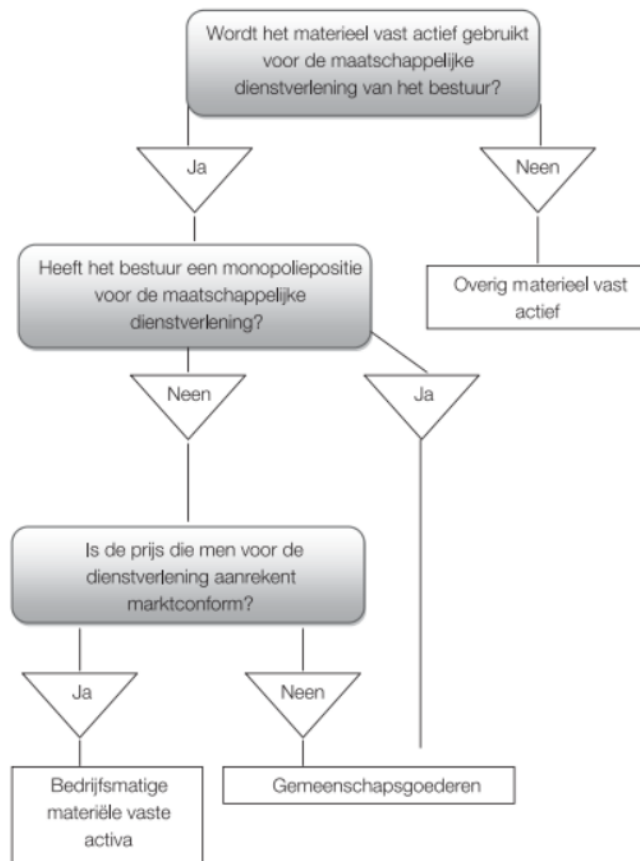 Wordt het materieel vast actief gebruikt
voor de maatschappelijke
dienstverlening van het bestuur?
Ja
Neen
Heeft het bestuur een monopoliepositie
voor de maatschappelijke
dienstverlening?
Overig materieel vast
actief
Neen
Ja
Is de prijs die men voor de
dienstverlening aanrekent
marktconform?
Ja
Neen
Bedrijfsmatige
materiële vaste
activa
Gemeenschapsgoederen